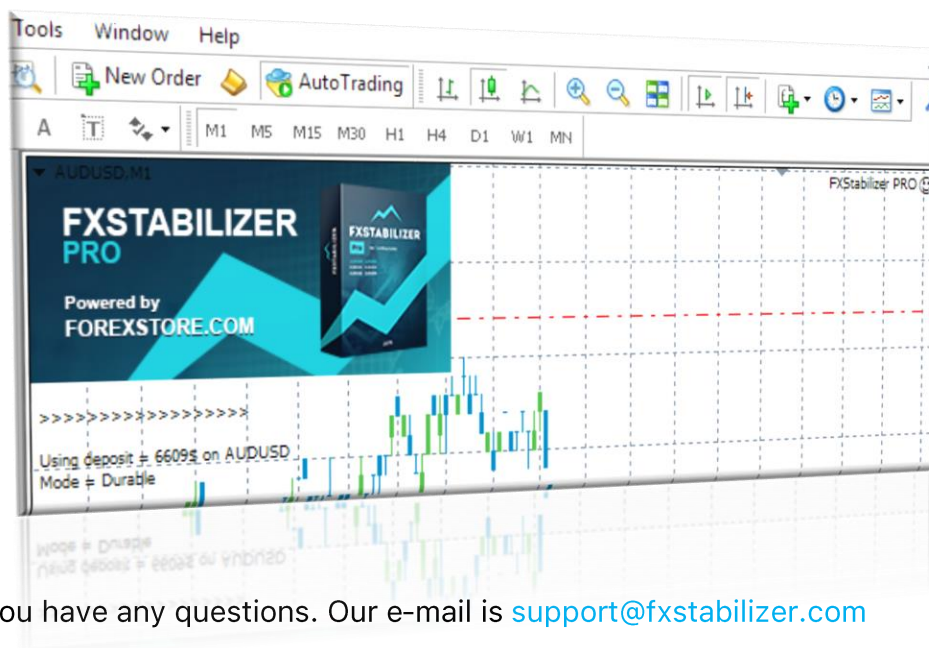 Tools Window Help
New Order AutoTrading
A T M1 M5 M15 M30 H1 H4 D1 W1 MN
AUDUSD,M1
FXStabilizer PRO
FXSTABILIZER
PRO
FXSTABILIZER
Pro
Powered by
FOREXSTORE.COM
>>>>>>>>>>>>>>>>>>>
Using deposit = 6609$ on AUDUSD
Mode = Durable
ou have any questions. Our e-mail is support@fxstabilizer.com